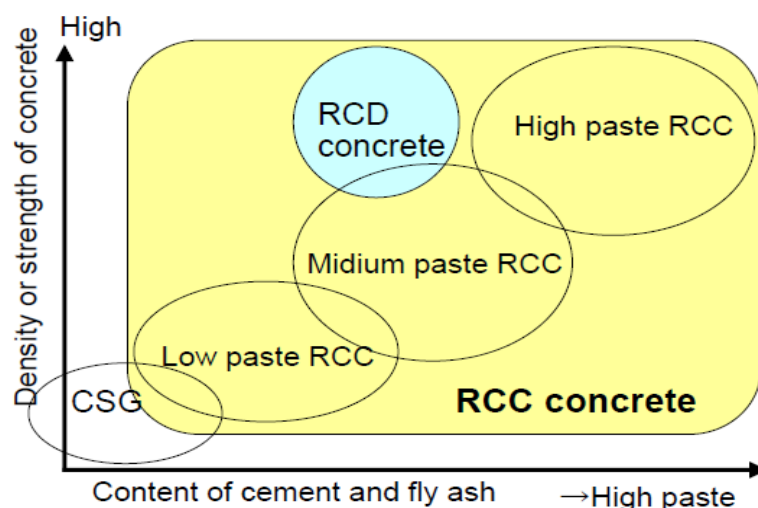 High
Density or strength of concrete
RCD
concrete
High paste RCC
Midium paste RCC
Low paste RCC
CSG
RCC concrete
Content of cement and fly ash
→High paste